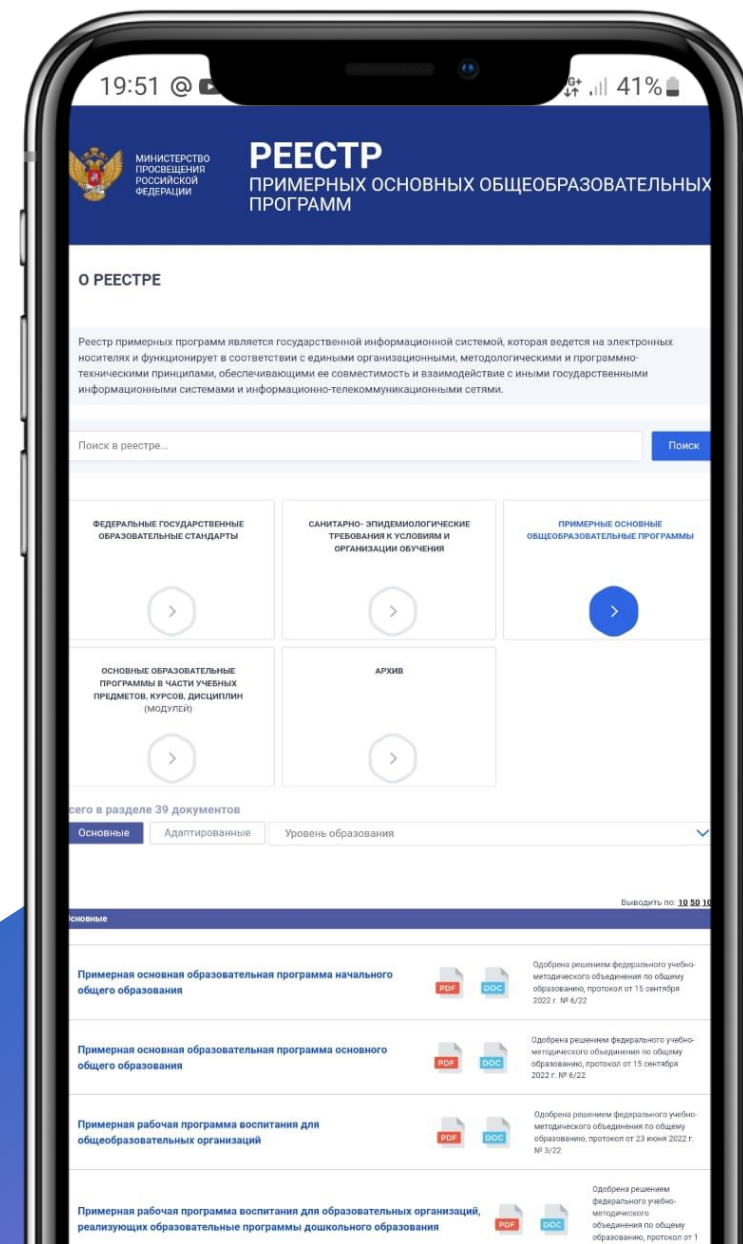 19:51 @
G+
41%
МИНИСТЕРСТВО
ПРОСВЕЩЕНИЯ
РОССИЙСКОЙ
ФЕДЕРАЦИИ
РЕЕСТР
ПРИМЕРНЫХ ОСНОВНЫХ ОБЩЕОБРАЗОВАТЕЛЬНЫХ
ПРОГРАММ
О РЕЕСТРЕ
Реестр примерных программ является государственной информационной системой, которая ведется на электронных
носителях и функционирует в соответствии с едиными организационными, методологическими и программно-
техническими принципами, обеспечивающими ее совместимость и взаимодействие с иными государственными
информационными системами и информационно-телекоммуникационными сетями.
Поиск в реестре...
Поиск
ФЕДЕРАЛЬНЫЕ ГОСУДАРСТВЕННЫЕ
ОБРАЗОВАТЕЛЬНЫЕ СТАНДАРТЫ
САНИТАРНО- ЭПИДЕМИОЛОГИЧЕСКИЕ
ТРЕБОВАНИЯ К УСЛОВИЯМ И
ОРГАНИЗАЦИИ ОБУЧЕНИЯ
ПРИМЕРНЫЕ ОСНОВНЫЕ
ОБЩЕОБРАЗОВАТЕЛЬНЫЕ ПРОГРАММЫ
ОСНОВНЫЕ ОБРАЗОВАТЕЛЬНЫЕ
ПРОГРАММЫ В ЧАСТИ УЧЕБНЫХ
ПРЕДМЕТОВ, КУРСОВ, ДИСЦИПЛИН
(МОДУЛЕЙ)
АРХИВ
сего в разделе 39 документов
Основные
Адаптированные
Уровень образования
Выводить по: 10 50 10
Основные
Примерная основная образовательная программа начального
общего образования
PDF
DOC
Одобрена решением федерального учебно-
методического объединения по общему
образованию, протокол от 15 сентября
2022 г. № 6/22
Примерная основная образовательная программа основного
общего образования
PDF
DOC
Одобрена решением федерального учебно-
методического объединения по общему
образованию, протокол от 15 сентября
2022 г. № 6/22
Примерная рабочая программа воспитания для
общеобразовательных организаций
PDF
DOC
Одобрена решением федерального учебно-
методического объединения по общему
образованию, протокол от 23 июня 2022 г.
№ 3/22
Примерная рабочая программа воспитания для образовательных организаций,
реализующих образовательные программы дошкольного образования
PDF
DOC
Одобрена решением
федерального учебно-
методического
объединения по общему
образованию, протокол от 1